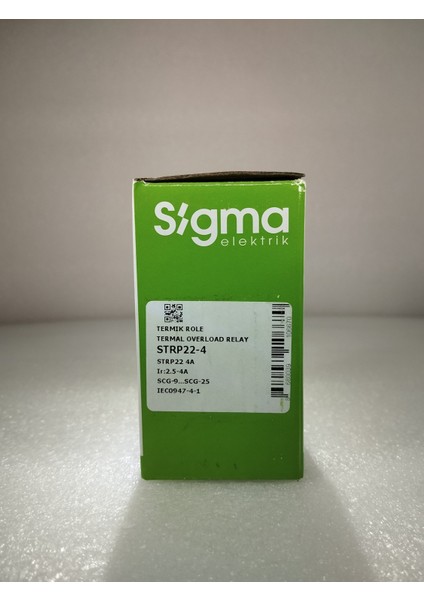 Sigma
elektrik
TERMIK ROLE
TERMAL OVERLOAD RELAY
STRP22-4
STRP22 4A
Ir:2.5-4A
SCG-9...SCG-25
IEC0947-4-1